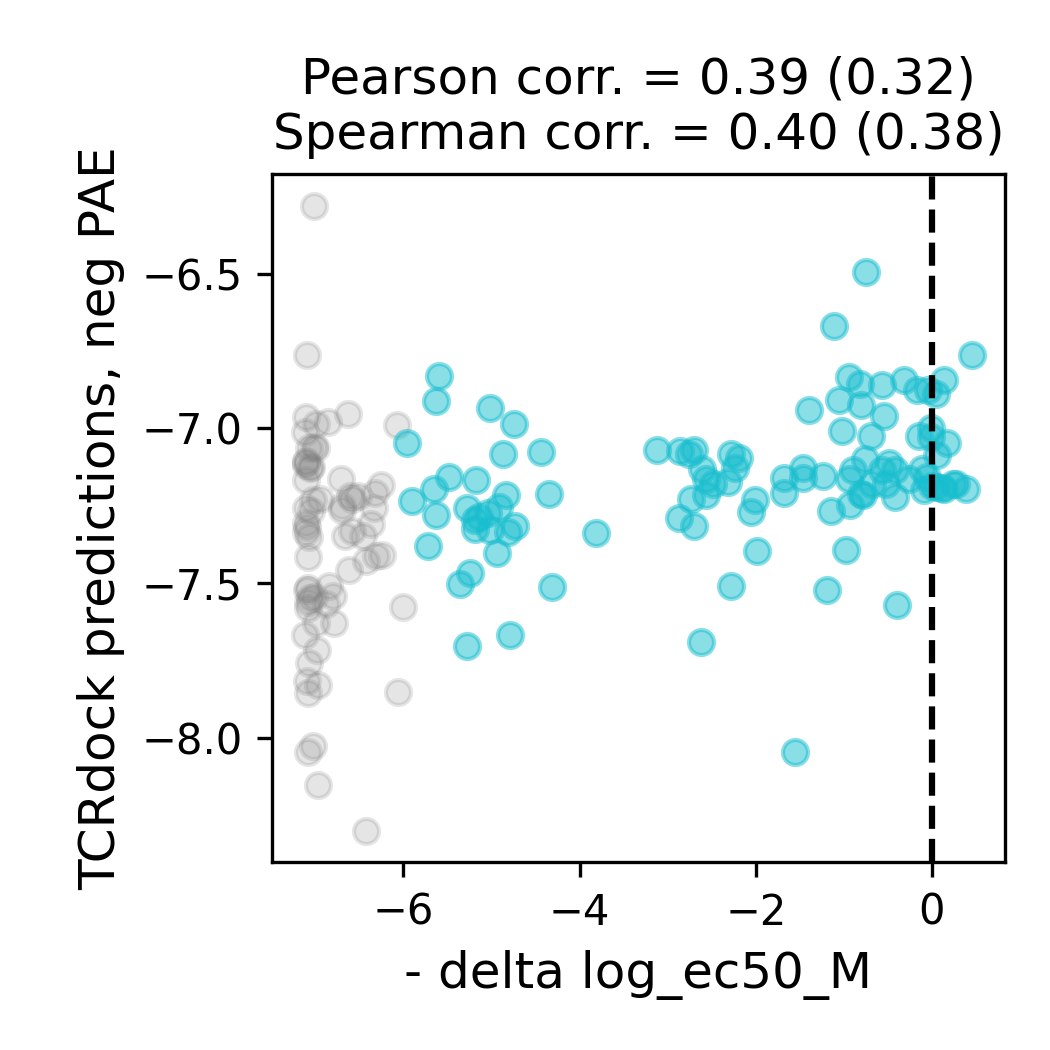 Pearson corr. = 0.39 (0.32)
Spearman corr. = 0.40 (0.38)
TCRdock predictions, neg PAE
−6.5
−7.0
−7.5
−8.0
−6
−4
−2
0
- delta log_ec50_M